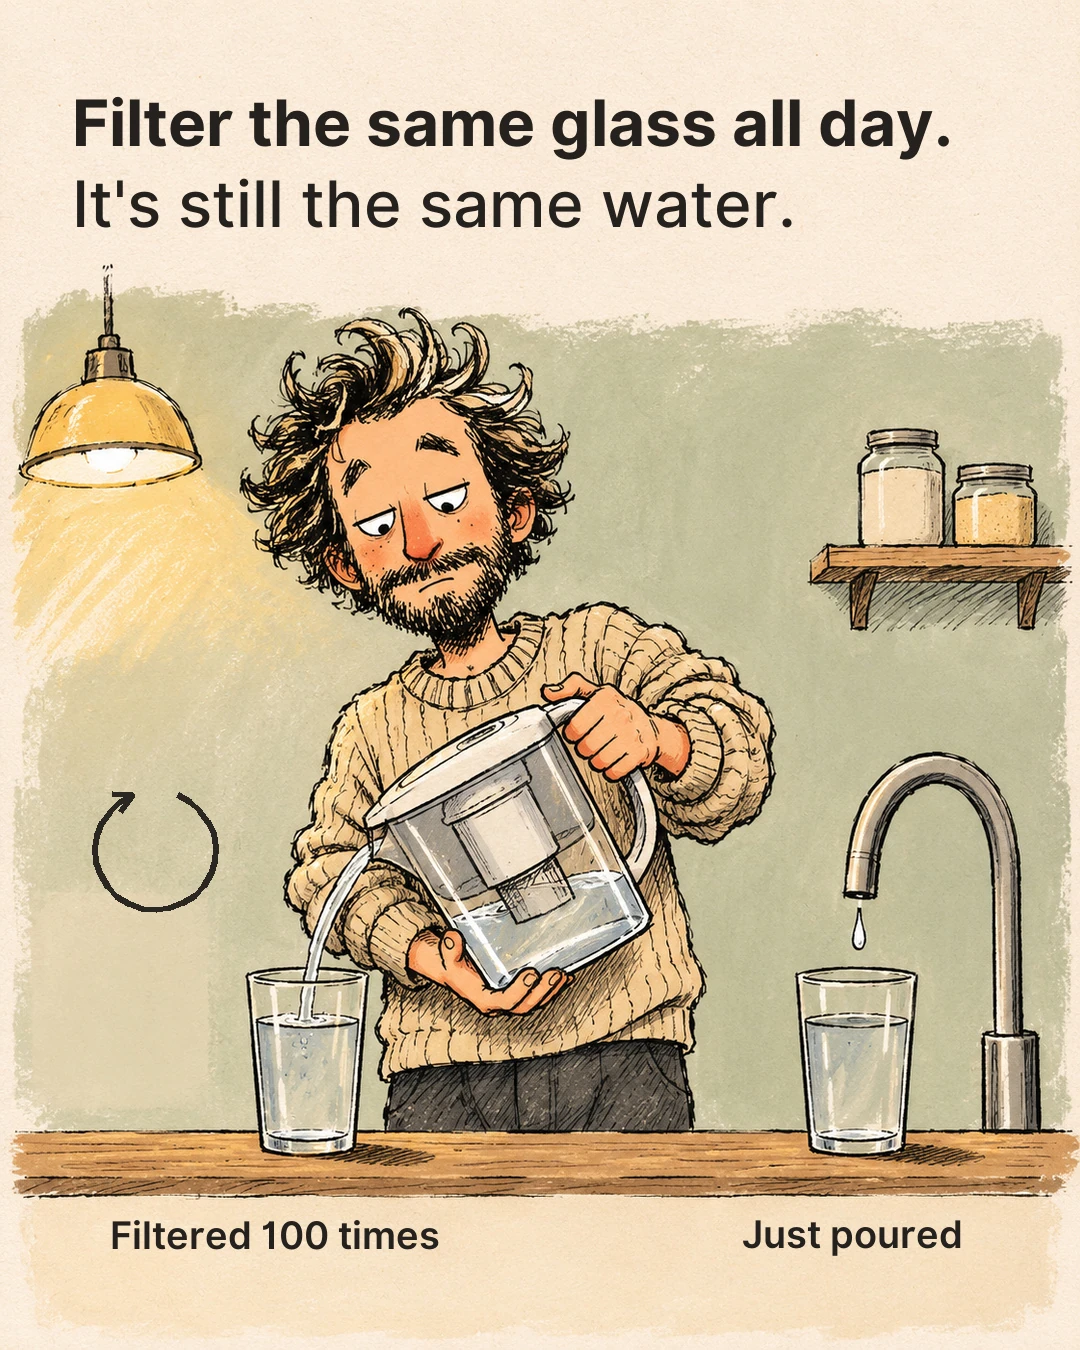 Filter the same glass all day.
It's still the same water.
Filtered 100 times
Just poured